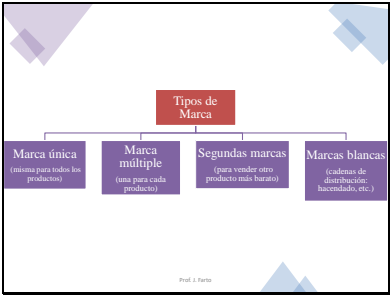 Tipos de
Marca
Marca única
(misma para todos los
productos)
Marca
múltiple
(una para cada
producto)
Segundas marcas
(para vender otro
producto más barato)
Marcas blancas
(cadenas de
distribución:
hacendado, etc.)
Prof. J. Farto